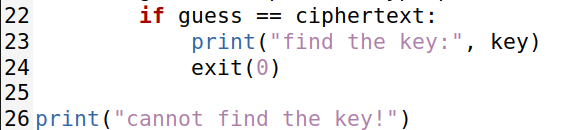 22        if guess == ciphertext:
23            print("find the key:", key)
24            exit(0)
25
26 print("cannot find the key!")